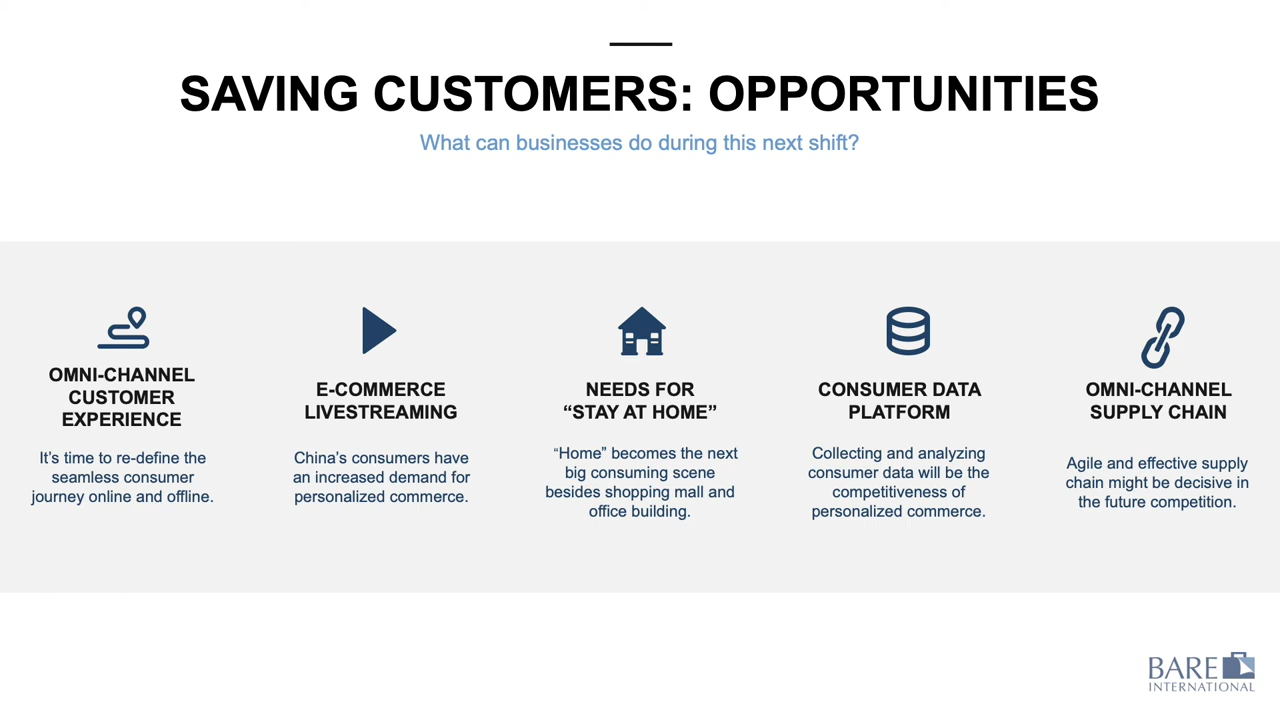 SAVING CUSTOMERS: OPPORTUNITIES
What can businesses do during this next shift?
OMNI-CHANNEL
CUSTOMER
EXPERIENCE
It’s time to re-define the
seamless consumer
journey online and offline.
E-COMMERCE
LIVESTREAMING
China’s consumers have
an increased demand for
personalized commerce.
NEEDS FOR
“STAY AT HOME”
“Home” becomes the next
big consuming scene
besides shopping mall and
office building.
CONSUMER DATA
PLATFORM
Collecting and analyzing
consumer data will be the
competitiveness of
personalized commerce.
OMNI-CHANNEL
SUPPLY CHAIN
Agile and effective supply
chain might be decisive in
the future competition.
BARE
INTERNATIONAL